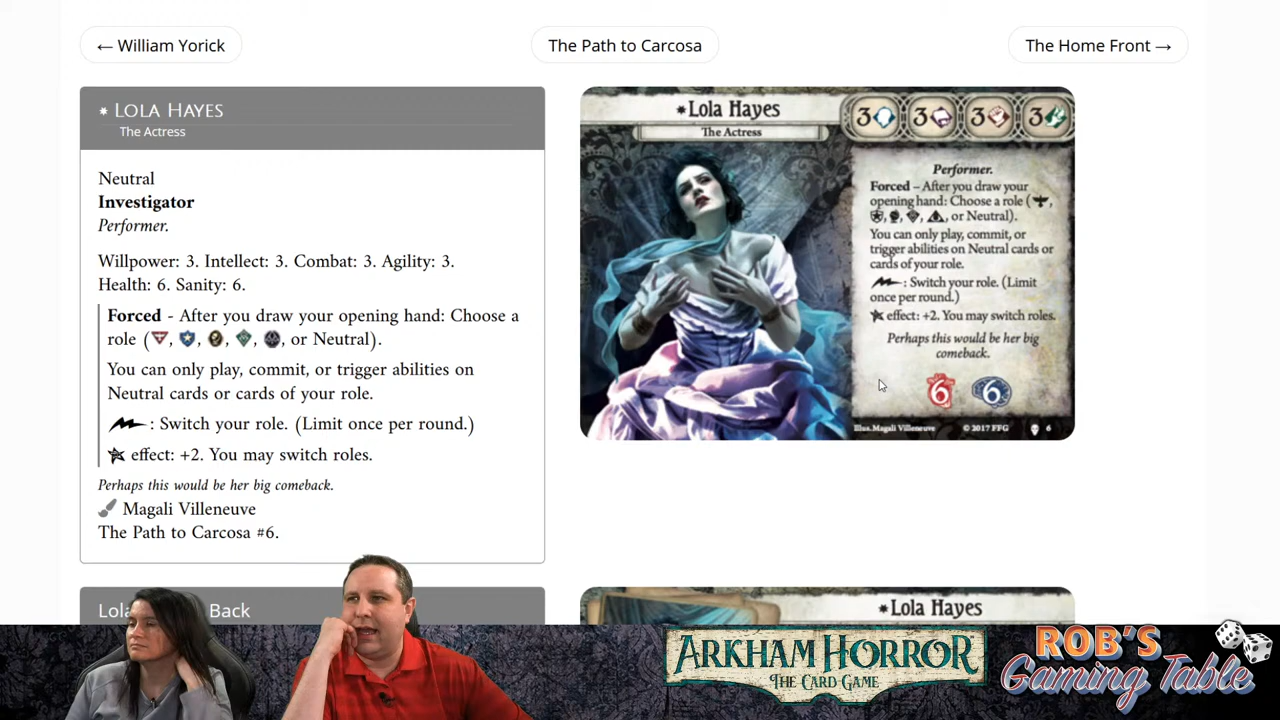 ← William Yorick
The Path to Carcosa
The Home Front →
Lola Hayes
The Actress
Neutral
Investigator
Performer.
Willpower: 3. Intellect: 3. Combat: 3. Agility: 3.
Health: 6. Sanity: 6.
Forced - After you draw your opening hand: Choose a
role ( , , , , , or Neutral).
You can only play, commit, or trigger abilities on
Neutral cards or cards of your role.
: Switch your role. (Limit once per round.)
effect: +2. You may switch roles.
Perhaps this would be her big comeback.
Magali Villeneuve
The Path to Carcosa #6.
Lola Hayes
The Actress
3 3 3 3
Performer.
Forced – After you draw your
opening hand: Choose a role ( ,
, , , , or Neutral).
You can only play, commit, or
trigger abilities on Neutral cards or
cards of your role.
: Switch your role. (Limit
once per round.)
effect: +2. You may switch roles.
Perhaps this would be her big
comeback.
6 6
Illus. Magali Villeneuve © 2017 FFG 6
Lola Back
Lola Hayes
ARKHAM HORROR
THE CARD GAME
ROB'S
Gaming Table